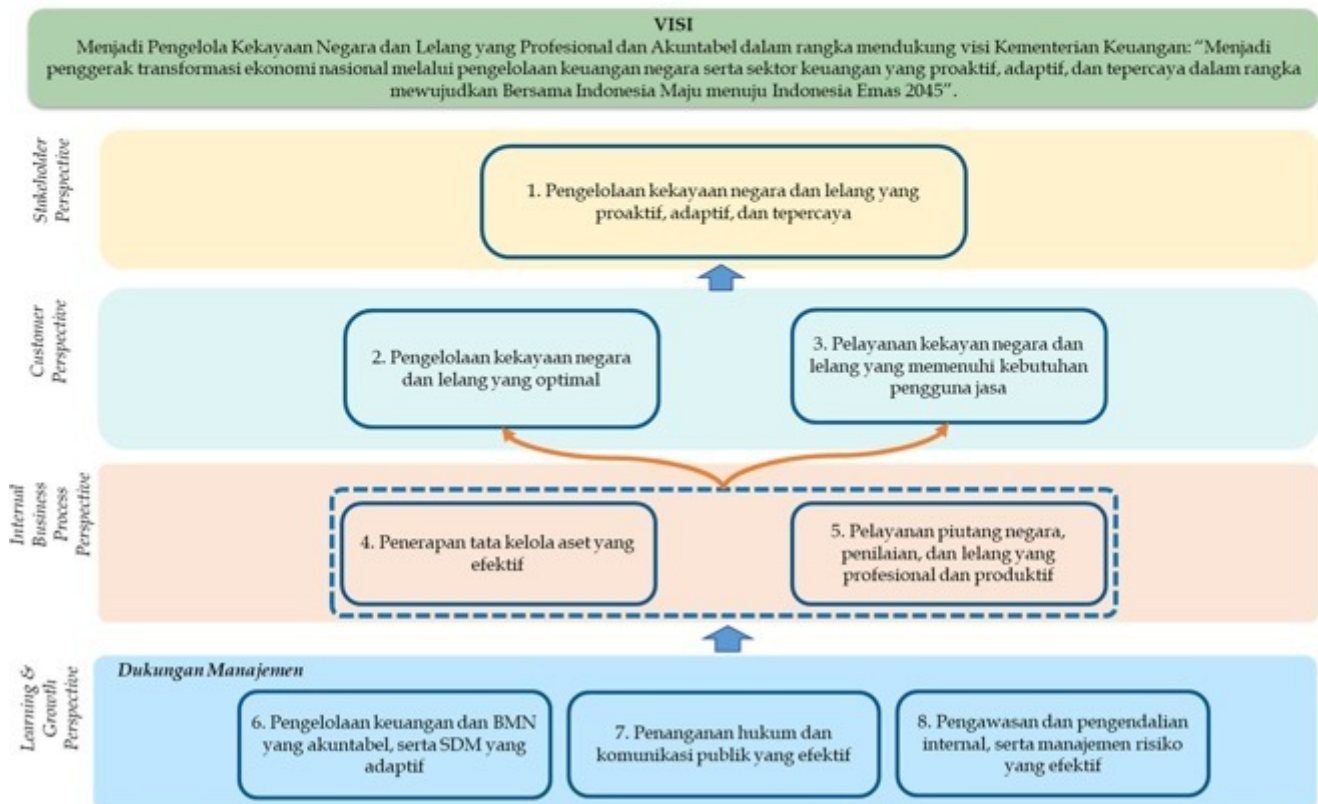 VISI
Menjadi Pengelola Kekayaan Negara dan Lelang yang Profesional dan Akuntabel dalam rangka mendukung visi Kementerian Keuangan: “Menjadi
penggerak transformasi ekonomi nasional melalui pengelolaan keuangan negara serta sektor keuangan yang proaktif, adaptif, dan tepercaya dalam rangka
mewujudkan Bersama Indonesia Maju menuju Indonesia Emas 2045”.
Stakeholder
Perspective
1. Pengelolaan kekayaan negara dan lelang yang
proaktif, adaptif, dan tepercaya
Customer
Perspective
2. Pengelolaan kekayaan negara
dan lelang yang optimal
3. Pelayanan kekayan negara dan
lelang yang memenuhi kebutuhan
pengguna jasa
Internal
Business
Process
Perspective
4. Penerapan tata kelola aset yang
efektif
5. Pelayanan piutang negara,
penilaian, dan lelang yang
profesional dan produktif
Learning &
Growth
Perspective
Dukungan Manajemen
6. Pengelolaan keuangan dan BMN
yang akuntabel, serta SDM yang
adaptif
7. Penanganan hukum dan
komunikasi publik yang efektif
8. Pengawasan dan pengendalian
internal, serta manajemen risiko
yang efektif